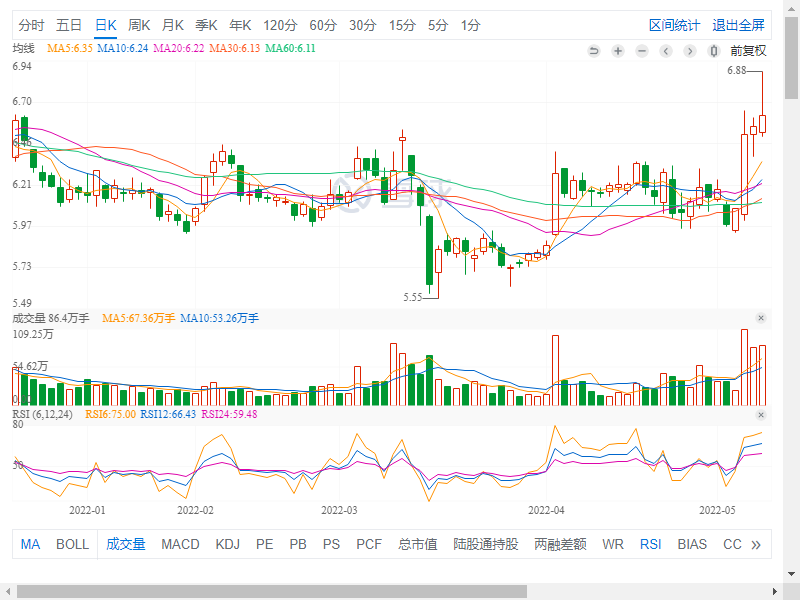 分时 五日 日K 周K 月K 季K 年K 120分 60分 30分 15分 5分 1分 区间统计 退出全屏
均线 MA5:6.35 MA10:6.24 MA20:6.22 MA30:6.13 MA60:6.11 前复权
6.94
6.88
6.70
6.21
5.97
5.73
5.49
5.55
成交量 86.4万手 MA5:67.36万手 MA10:53.26万手
109.25万
54.62万
RSI (6,12,24) RSI6:75.00 RSI12:66.43 RSI24:59.48
80
30
2022-01 2022-02 2022-03 2022-04 2022-05
MA BOLL 成交量 MACD KDJ PE PB PS PCF 总市值 陆股通持股 两融差额 WR RSI BIAS CC »